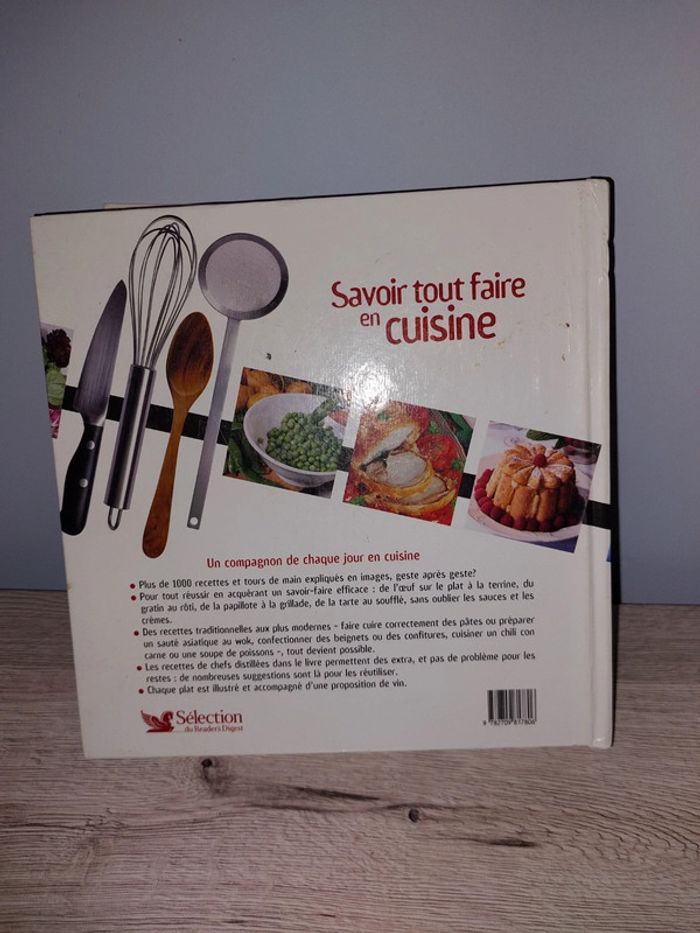 Savoir tout faire
en cuisine
Un compagnon de chaque jour en cuisine
• Plus de 1000 recettes et tours de main expliqués en images, geste après geste?
• Pour tout réussir en acquérant un savoir-faire efficace : de l'œuf sur le plat à la terrine, du
gratin au rôti, de la papillote à la grillade, de la tarte au soufflé, sans oublier les sauces et les
crèmes.
• Des recettes traditionnelles aux plus modernes - faire cuire correctement des pâtes ou préparer
un sauté asiatique au wok, confectionner des beignets ou des confitures, cuisiner un chili con
carne ou une soupe de poissons -, tout devient possible.
• Les recettes de chefs distillées dans le livre permettent des extra, et pas de problème pour les
restes : de nombreuses suggestions sont là pour les réutiliser.
• Chaque plat est illustré et accompagné d'une proposition de vin.
Sélection
du Reader's Digest
9 782709 817806